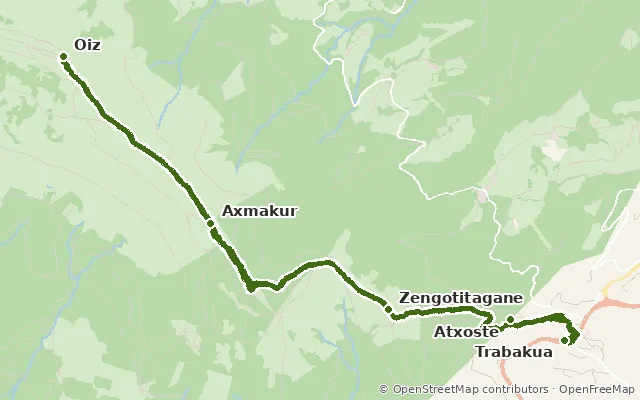 Oiz
Axmakur
Zengotitagane
Atxoste
Trabakua
© OpenStreetMap contributors · OpenFreeMap